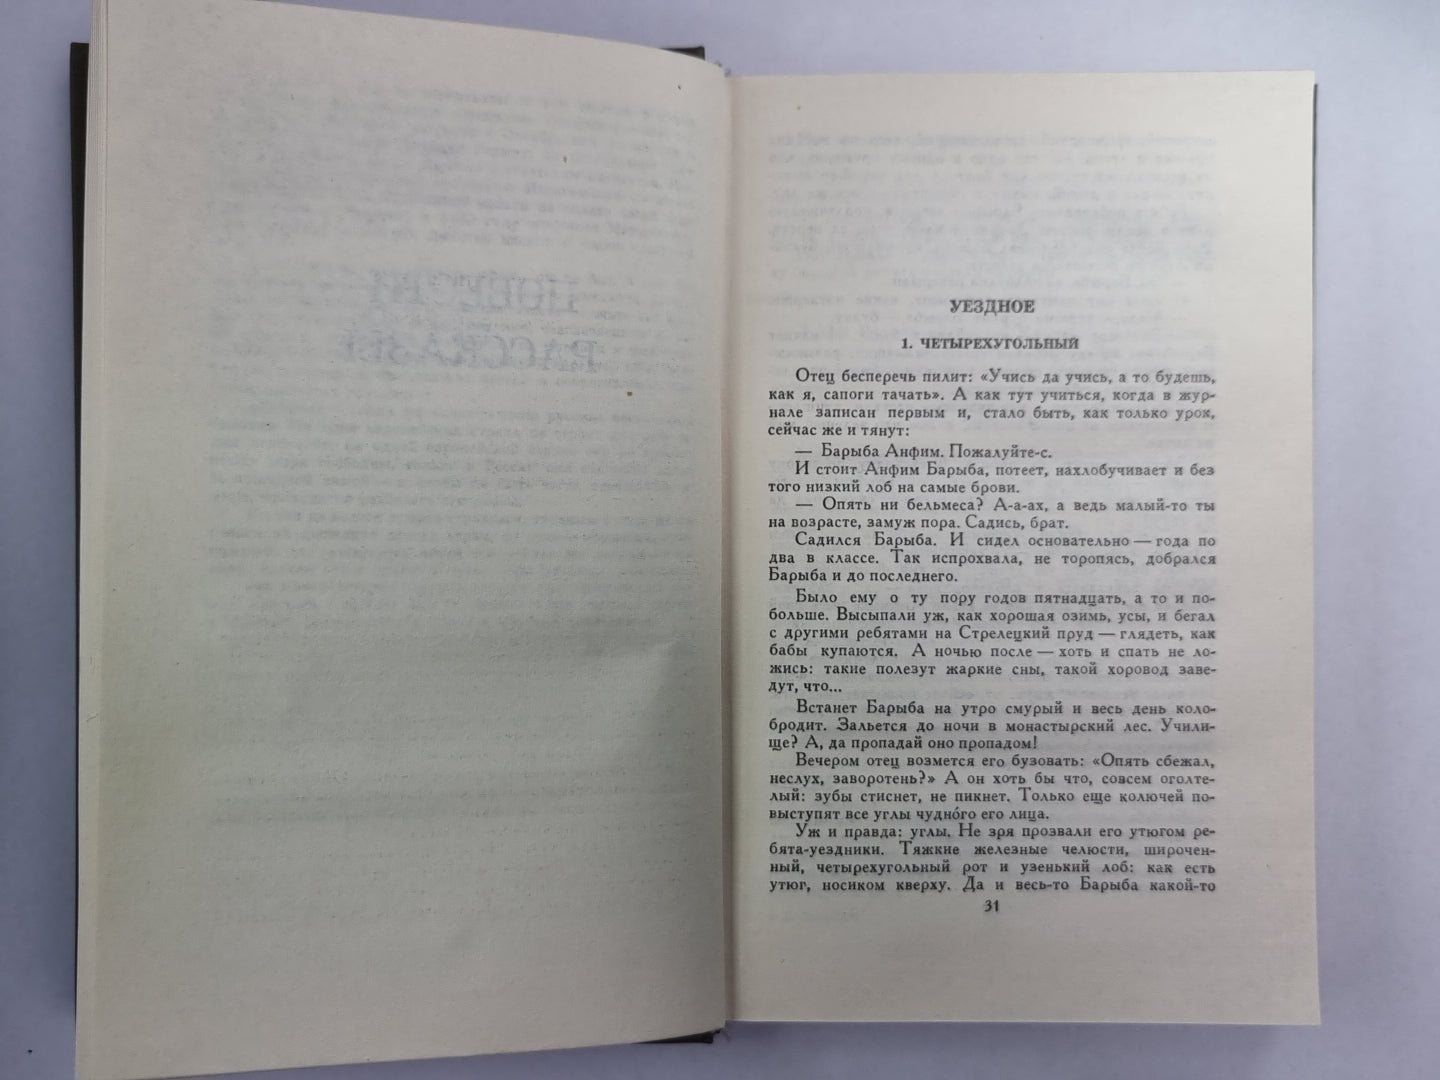 УЕЗДНОЕ
1. ЧЕТЫРЕХУГОЛЬНЫЙ
Отец бесперечь пилит: «Учись да учись, а то будешь,
как я, сапоги тачать». А как тут учиться, когда в жур-
нале записан первым и, стало быть, как только урок,
сейчас же и тянут:
— Барыба Анфим. Пожалуйте-с.
И стоит Анфим Барыба, потеет, нахлобучивает и без
того низкий лоб на самые брови.
— Опять ни бельмеса? А-а-ах, а ведь малый-то ты
на возрасте, замуж пора. Садись, брат.
Садился Барыба. И сидел основательно — года по
два в классе. Так испрохвала, не торопясь, добрался
Барыба и до последнего.
Было ему о ту пору годов пятнадцать, а то и по-
больше. Высыпали уж, как хорошая озимь, усы, и бегал
с другими ребятами на Стрелецкий пруд — глядеть, как
бабы купаются. А ночью после — хоть и спать не ло-
жись: такие полезут жаркие сны, такой хоровод заве-
дут, что...
Встанет Барыба на утро смурый и весь день коло-
бродит. Зальется до ночи в монастырский лес. Учили-
ще? А, да пропадай оно пропадом!
Вечером отец возмется его бузовать: «Опять сбежал,
неслух, заворотень?» А он хоть бы что, совсем оголте-
лый: зубы стиснет, не пикнет. Только еще колючей по-
выступят все углы чудно́го его лица.
Уж и правда: углы. Не зря прозвали его утюгом ре-
бята-уездники. Тяжкие железные челюсти, широчен-
ный, четырехугольный рот и узенький лоб: как есть
утюг, носиком кверху. Да и весь-то Барыба какой-то
31